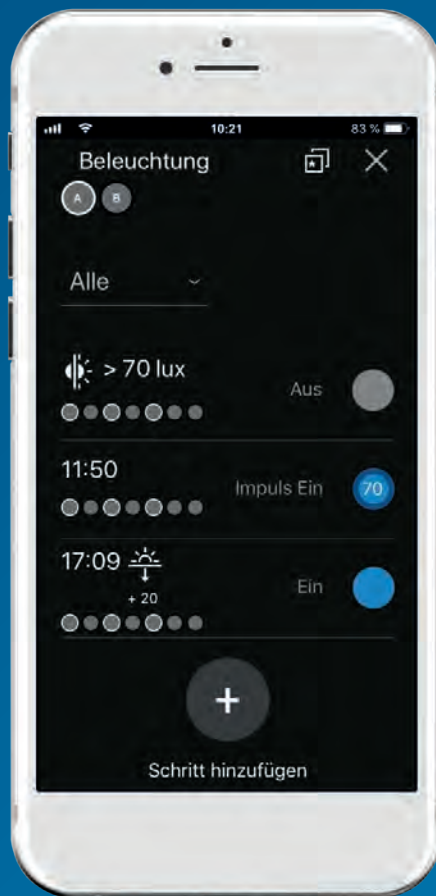 10:21
83 %
Beleuchtung
A B
Alle
> 70 lux
Aus
11:50
Impuls Ein
70
17:09
+ 20
Ein
+
Schritt hinzufügen